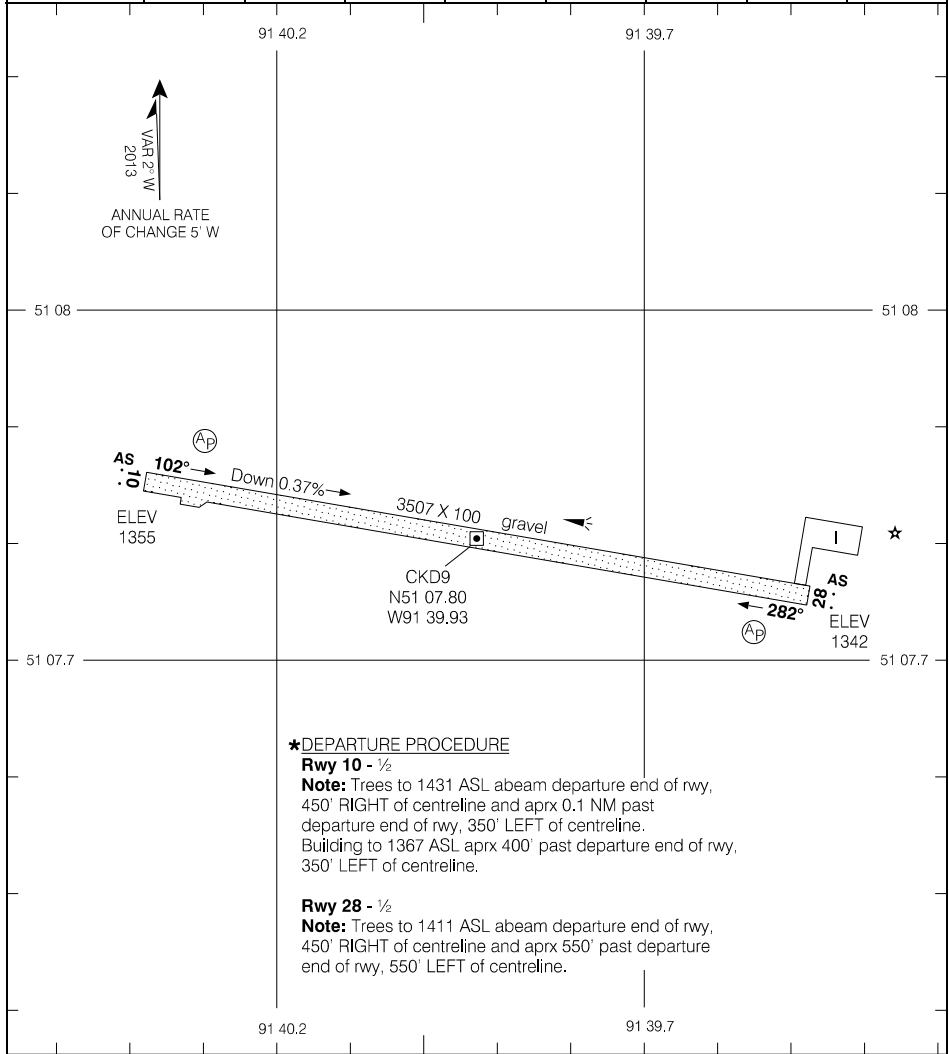 91 40.2
91 39.7
VAR 2° W
2013
ANNUAL RATE
OF CHANGE 5' W
51 08
51 08
AP
AS
10
102°
Down 0.37%
3507 X 100
gravel
ELEV
1355
CKD9
N51 07.80
W91 39.93
I
AS
28
282°
AP
ELEV
1342
51 07.7
51 07.7
*DEPARTURE PROCEDURE
Rwy 10 - ½
Note: Trees to 1431 ASL abeam departure end of rwy,
450' RIGHT of centreline and aprx 0.1 NM past
departure end of rwy, 350' LEFT of centreline.
Building to 1367 ASL aprx 400' past departure end of rwy,
350' LEFT of centreline.
Rwy 28 - ½
Note: Trees to 1411 ASL abeam departure end of rwy,
450' RIGHT of centreline and aprx 550' past departure
end of rwy, 550' LEFT of centreline.
91 40.2
91 39.7